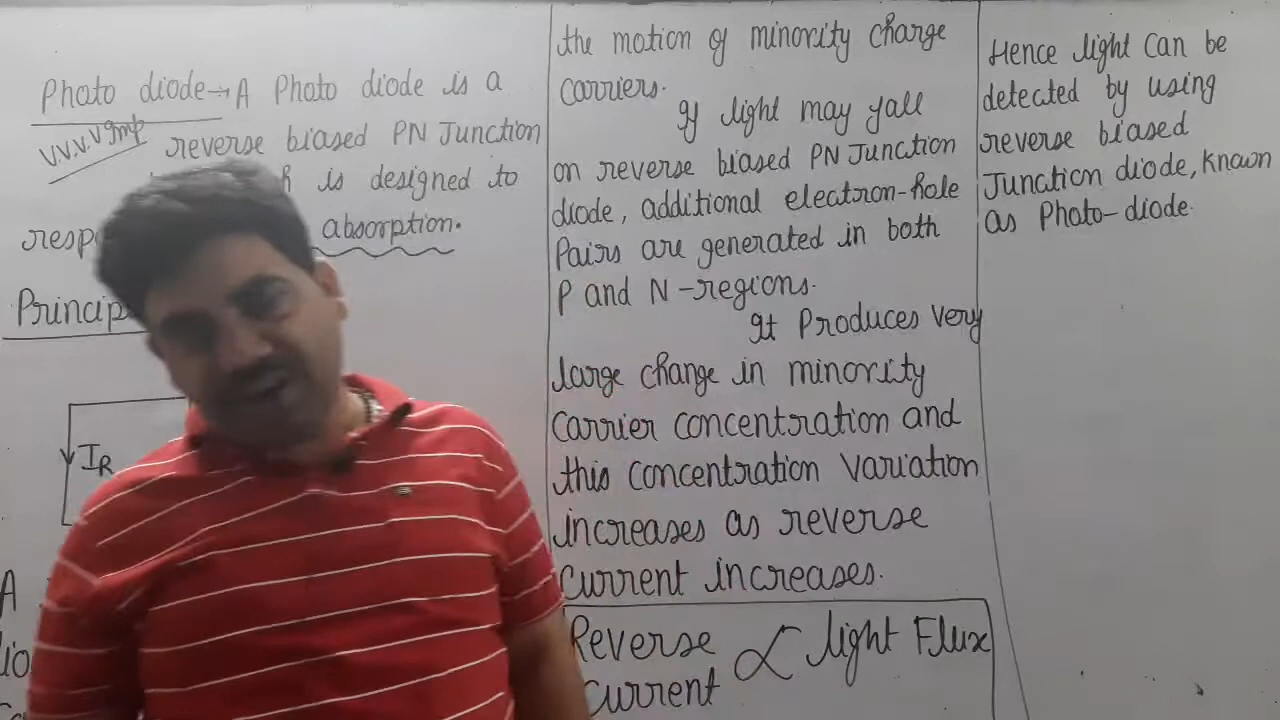 Photo diode → A Photo diode is a
V.V.V.V Imp
reverse biased PN Junction
is designed to
absorption.
IR
A
the motion of minority charge
carriers.
If light may fall
on reverse biased PN Junction
diode, additional electron-hole
Pairs are generated in both
P and N-regions.
It Produces very
large change in minority
Carrier concentration and
this concentration variation
increases as reverse
Current increases.
Reverse ∝ light Flux
Current
Hence light can be
detected by using
reverse biased
Junction diode, known
as Photo-diode.